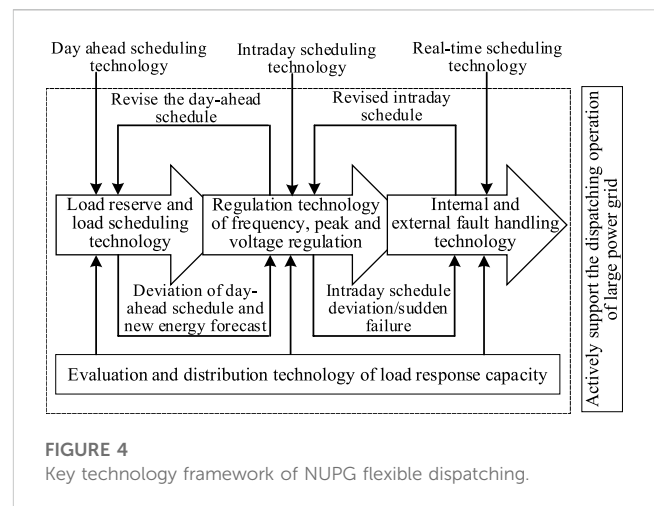 Day ahead scheduling
technology
Intraday scheduling
technology
Real-time scheduling
technology
Revise the day-ahead
schedule
Revised intraday
schedule
Load reserve and
load scheduling
technology
Regulation technology
of frequency, peak and
voltage regulation
Internal and
external fault handling
technology
Deviation of day-
ahead schedule and
new energy forecast
Intraday schedule
deviation/sudden
failure
Evaluation and distribution technology of load response capacity
Actively support the dispatching operation
of large power grid
FIGURE 4
Key technology framework of NUPG flexible dispatching.